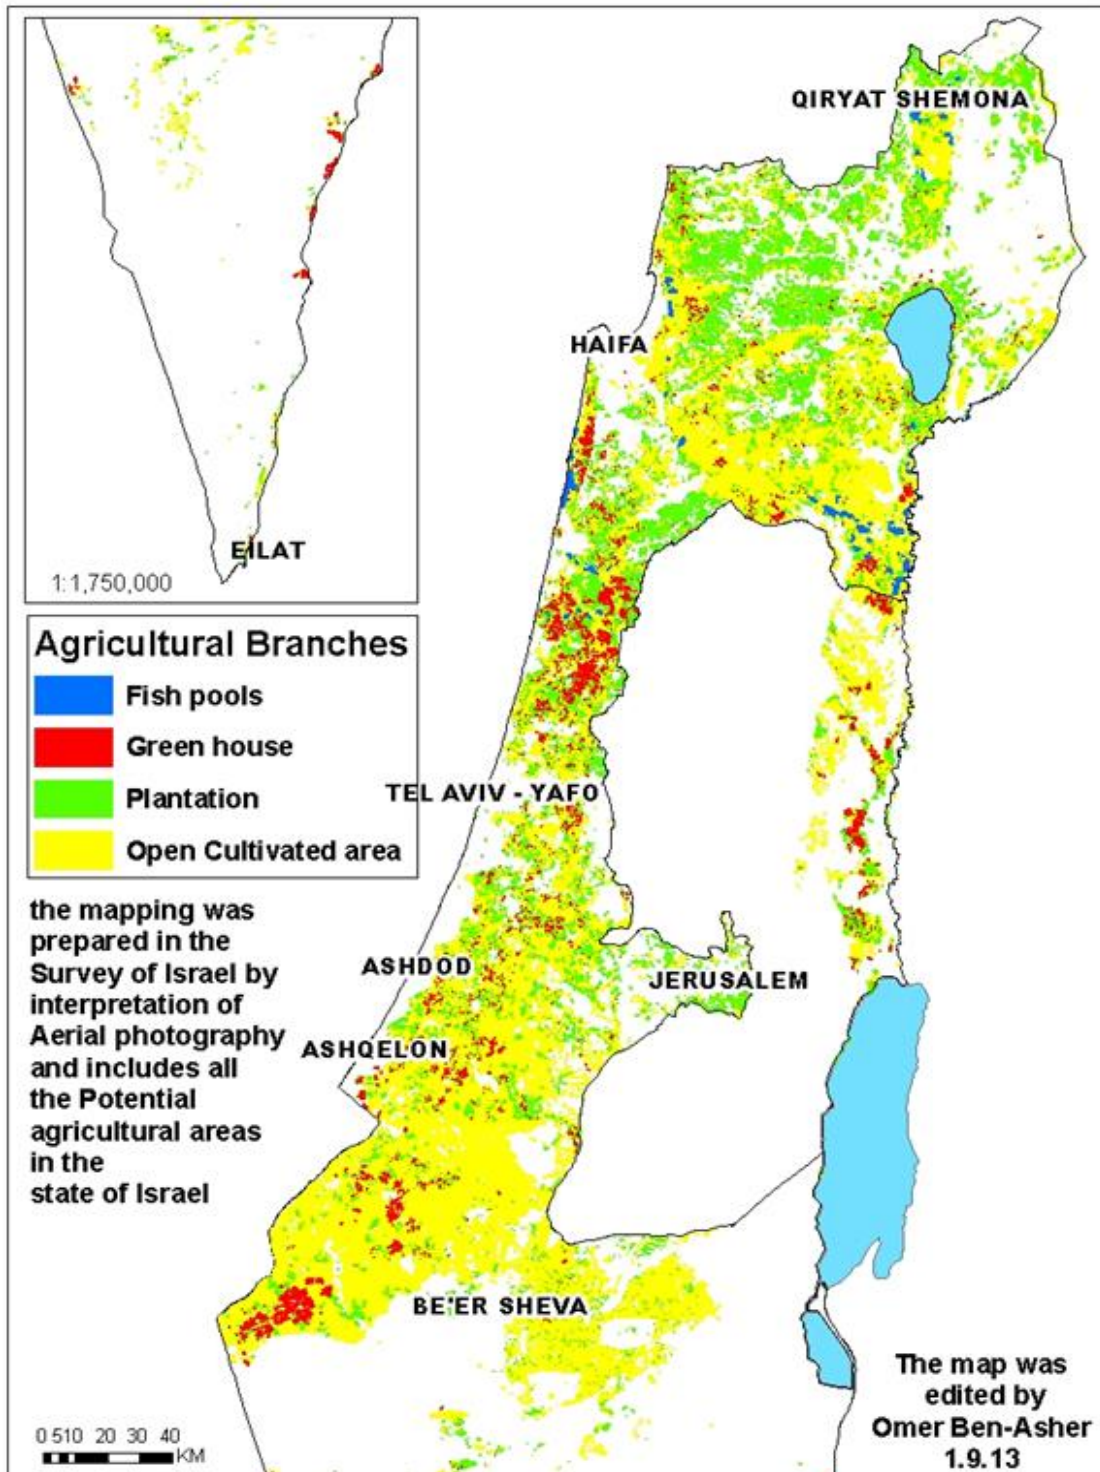 QIRYAT SHEMONA
HAIFA
EILAT
1:1,750,000
Agricultural Branches
Fish pools
Green house
Plantation
Open Cultivated area
TEL AVIV - YAFO
the mapping was
prepared in the
Survey of Israel by
interpretation of
Aerial photography
and includes all
the Potential
agricultural areas
in the
state of Israel
ASHDOD
JERUSALEM
ASHQELON
BE'ER SHEVA
The map was
edited by
Omer Ben-Asher
1.9.13
0 510 20 30 40
KM